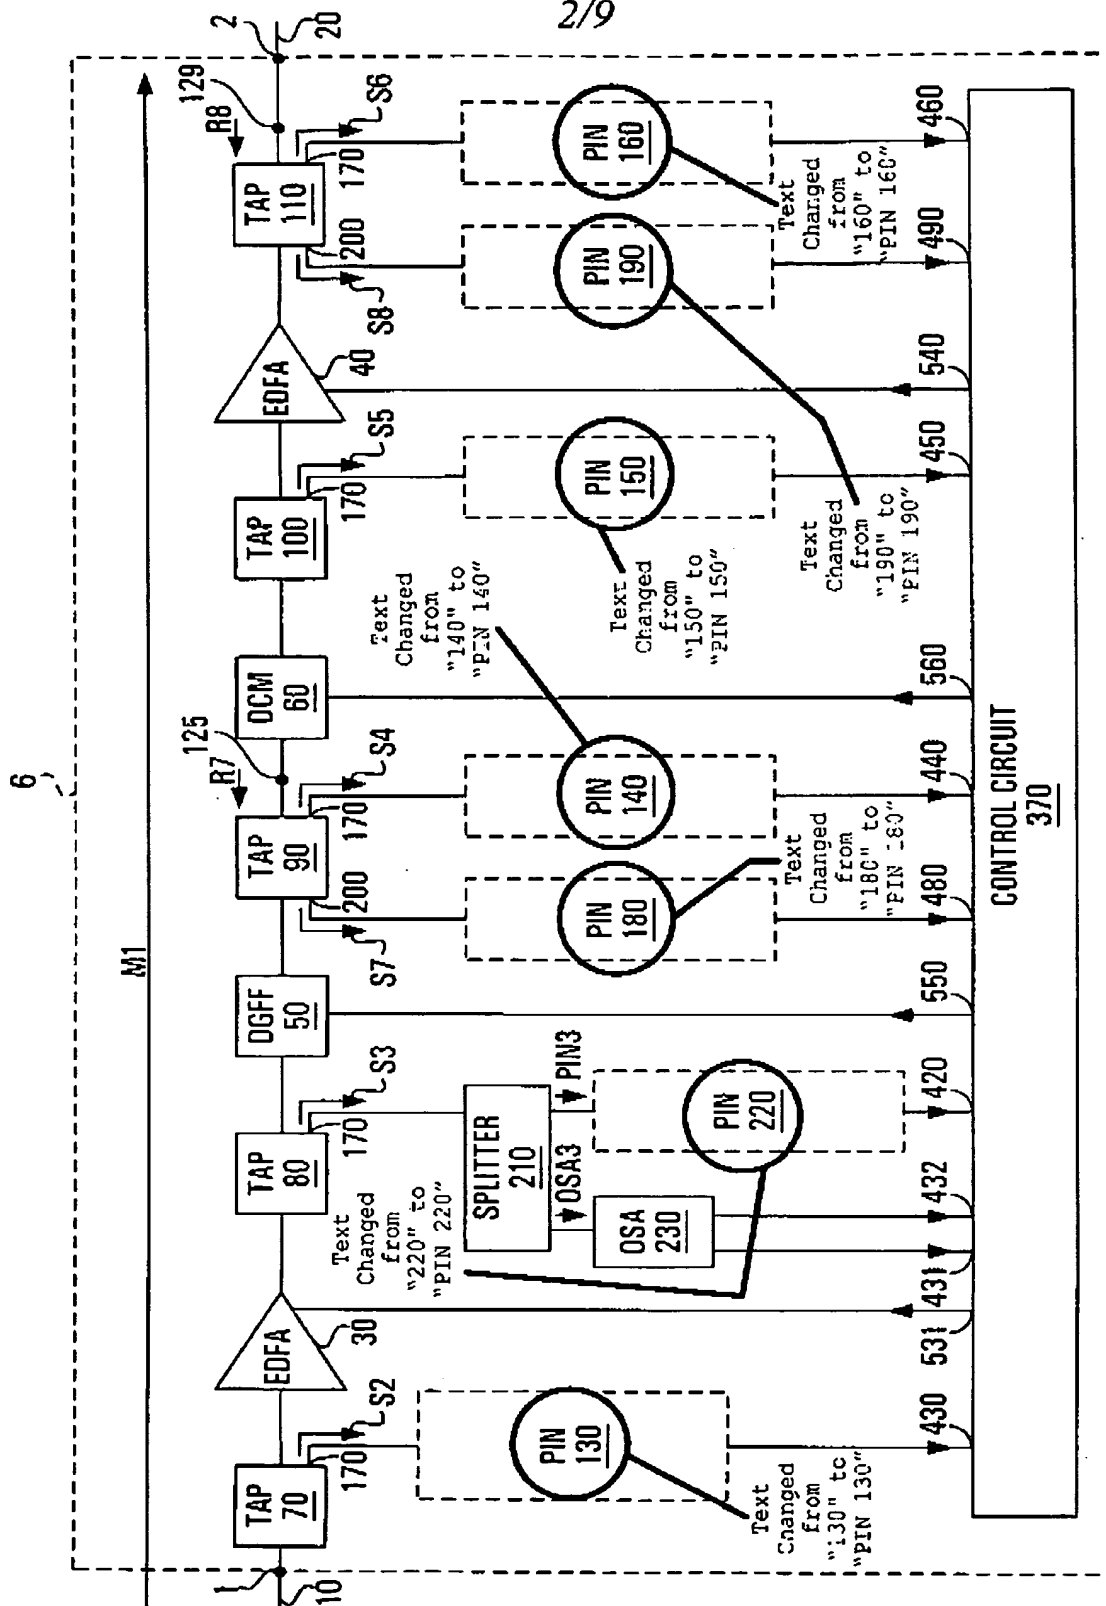 2/9
6
M1
1
10
TAP
70
170
S2
EDFA
30
TAP
80
170
S3
DGFF
50
TAP
90
200
S7
170
S4
R7
125
DCM
60
TAP
100
170
S5
EDFA
40
TAP
110
200
S8
170
S6
R8
129
2
20
PIN
130
Text
Changed
from
"130" to
"PIN 130"
Text
Changed
from
"220" to
"PIN 220"
SPLITTER
210
OSA3
PIN3
OSA
230
PIN
220
PIN
180
Text
Changed
from
"180" to
"PIN 180"
PIN
140
Text
Changed
from
"140" to
"PIN 140"
PIN
150
Text
Changed
from
"150" to
"PIN 150"
PIN
190
Text
Changed
from
"190" to
"PIN 190"
PIN
160
Text
Changed
from
"160" to
"PIN 160"
430
531
431
432
420
550
480
440
560
450
540
490
460
CONTROL CIRCUIT
370